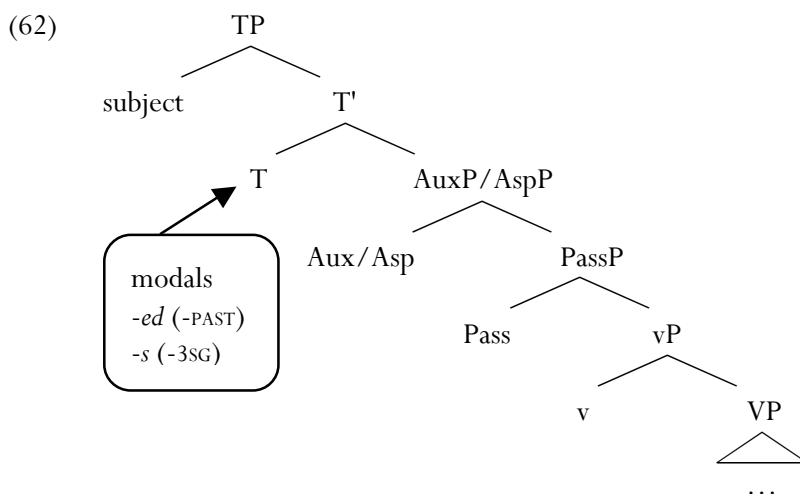 (62) TP
subject T'
T AuxP/AspP
modals
-ed (-PAST)
-s (-3SG)
Aux/Asp PassP
Pass vP
v VP
…